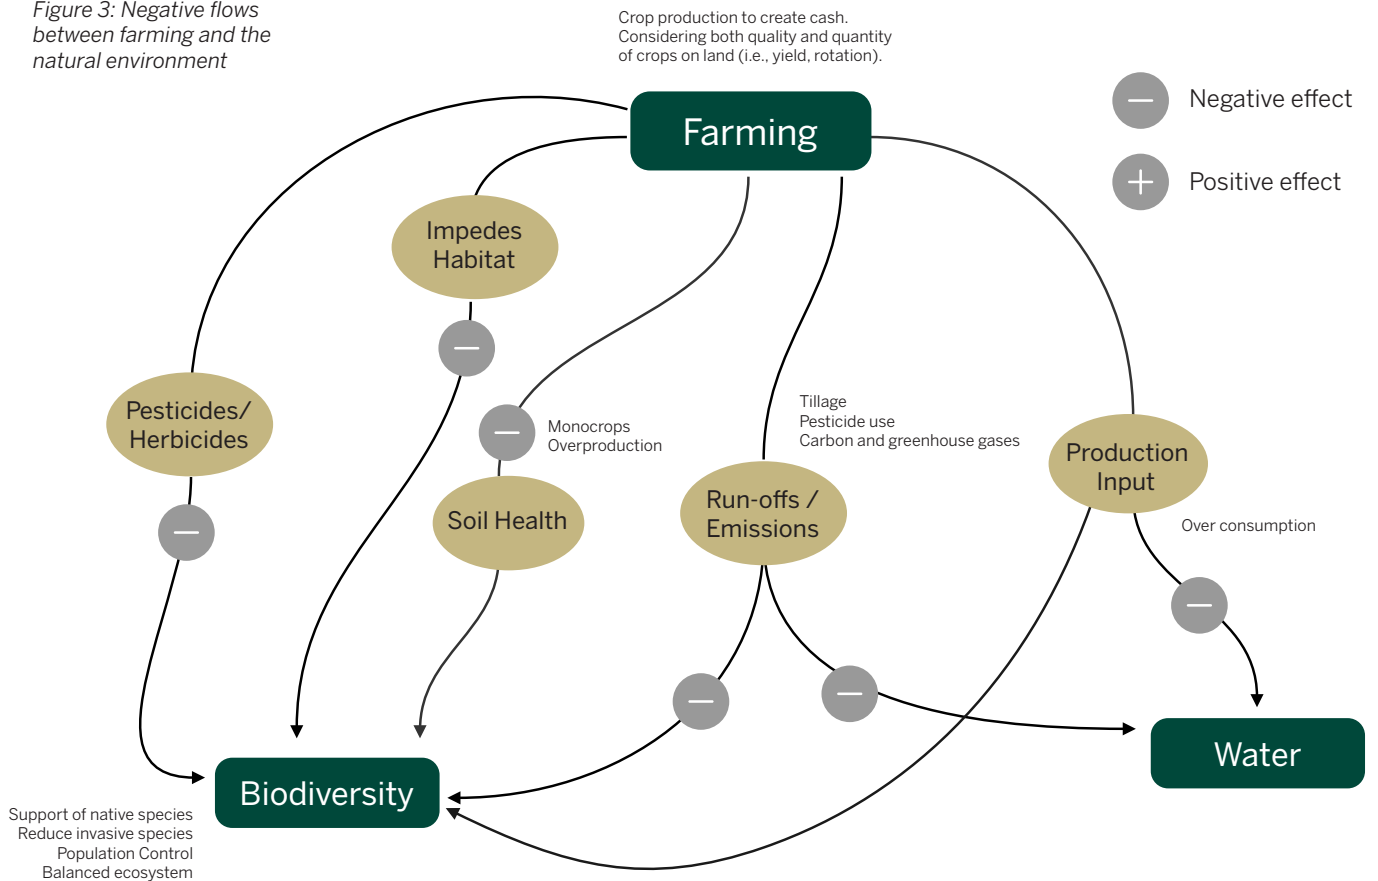 Figure 3: Negative flows
between farming and the
natural environment
Crop production to create cash.
Considering both quality and quantity
of crops on land (i.e., yield, rotation).
Farming
Negative effect
Positive effect
Impedes
Habitat
Pesticides/
Herbicides
Monocrops
Overproduction
Soil Health
Tillage
Pesticide use
Carbon and greenhouse gases
Run-offs /
Emissions
Production
Input
Over consumption
Water
Biodiversity
Support of native species
Reduce invasive species
Population Control
Balanced ecosystem